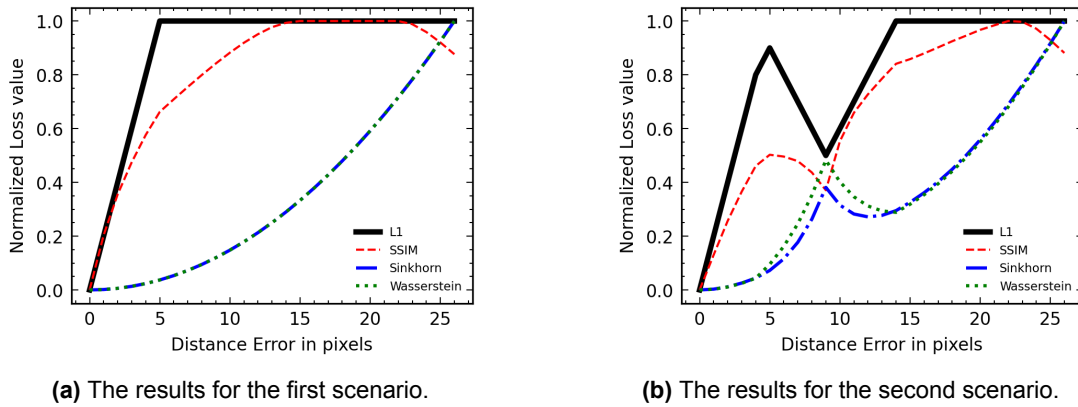 1.0
0.8
0.6
0.4
0.2
0.0
Normalized Loss value
L1
SSIM
Sinkhorn
Wasserstein
0 5 10 15 20 25
Distance Error in pixels
(a) The results for the first scenario.
1.0
0.8
0.6
0.4
0.2
0.0
Normalized Loss value
L1
SSIM
Sinkhorn
Wasserstein
0 5 10 15 20 25
Distance Error in pixels
(b) The results for the second scenario.